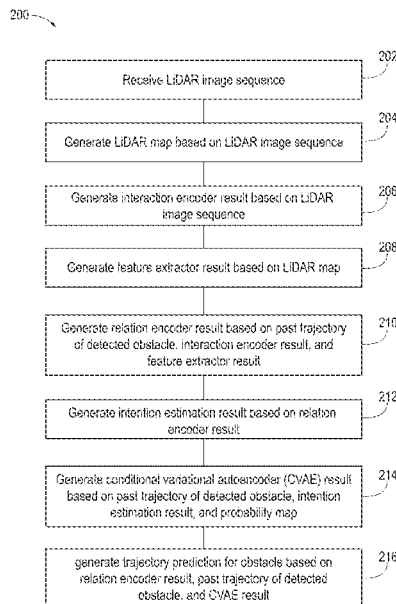 200
202
Receive LiDAR image sequence
204
Generate LiDAR map based on LiDAR image sequence
206
Generate interaction encoder result based on LiDAR
image sequence
208
Generate feature extractor result based on LiDAR map
210
Generate relation encoder result based on past trajectory
of detected obstacle, interaction encoder result, and
feature extractor result
212
Generate intention estimation result based on relation
encoder result
214
Generate conditional variational autoencoder (CVAE) result
based on past trajectory of detected obstacle, intention
estimation result, and probability map
216
generate trajectory prediction for obstacle based on
relation encoder result, past trajectory of detected
obstacle, and CVAE result